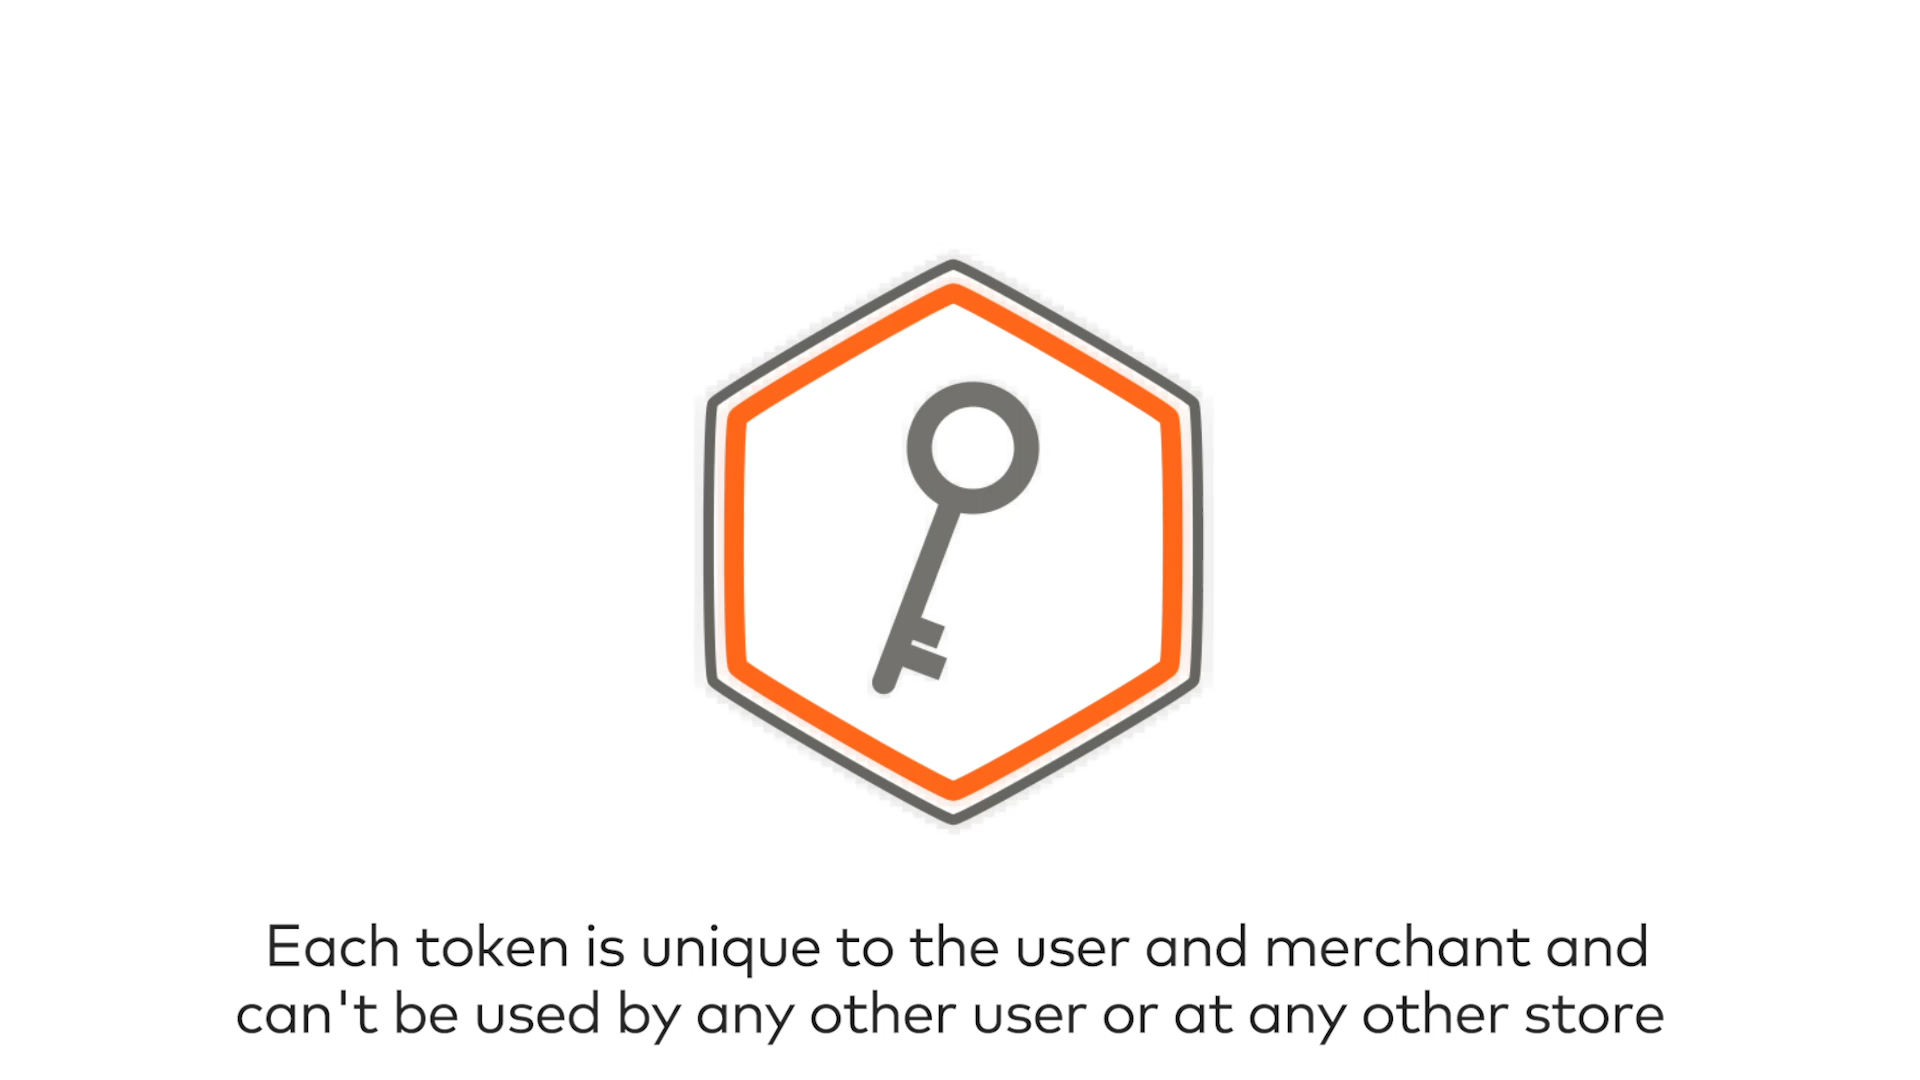 Each token is unique to the user and merchant and
can't be used by any other user or at any other store